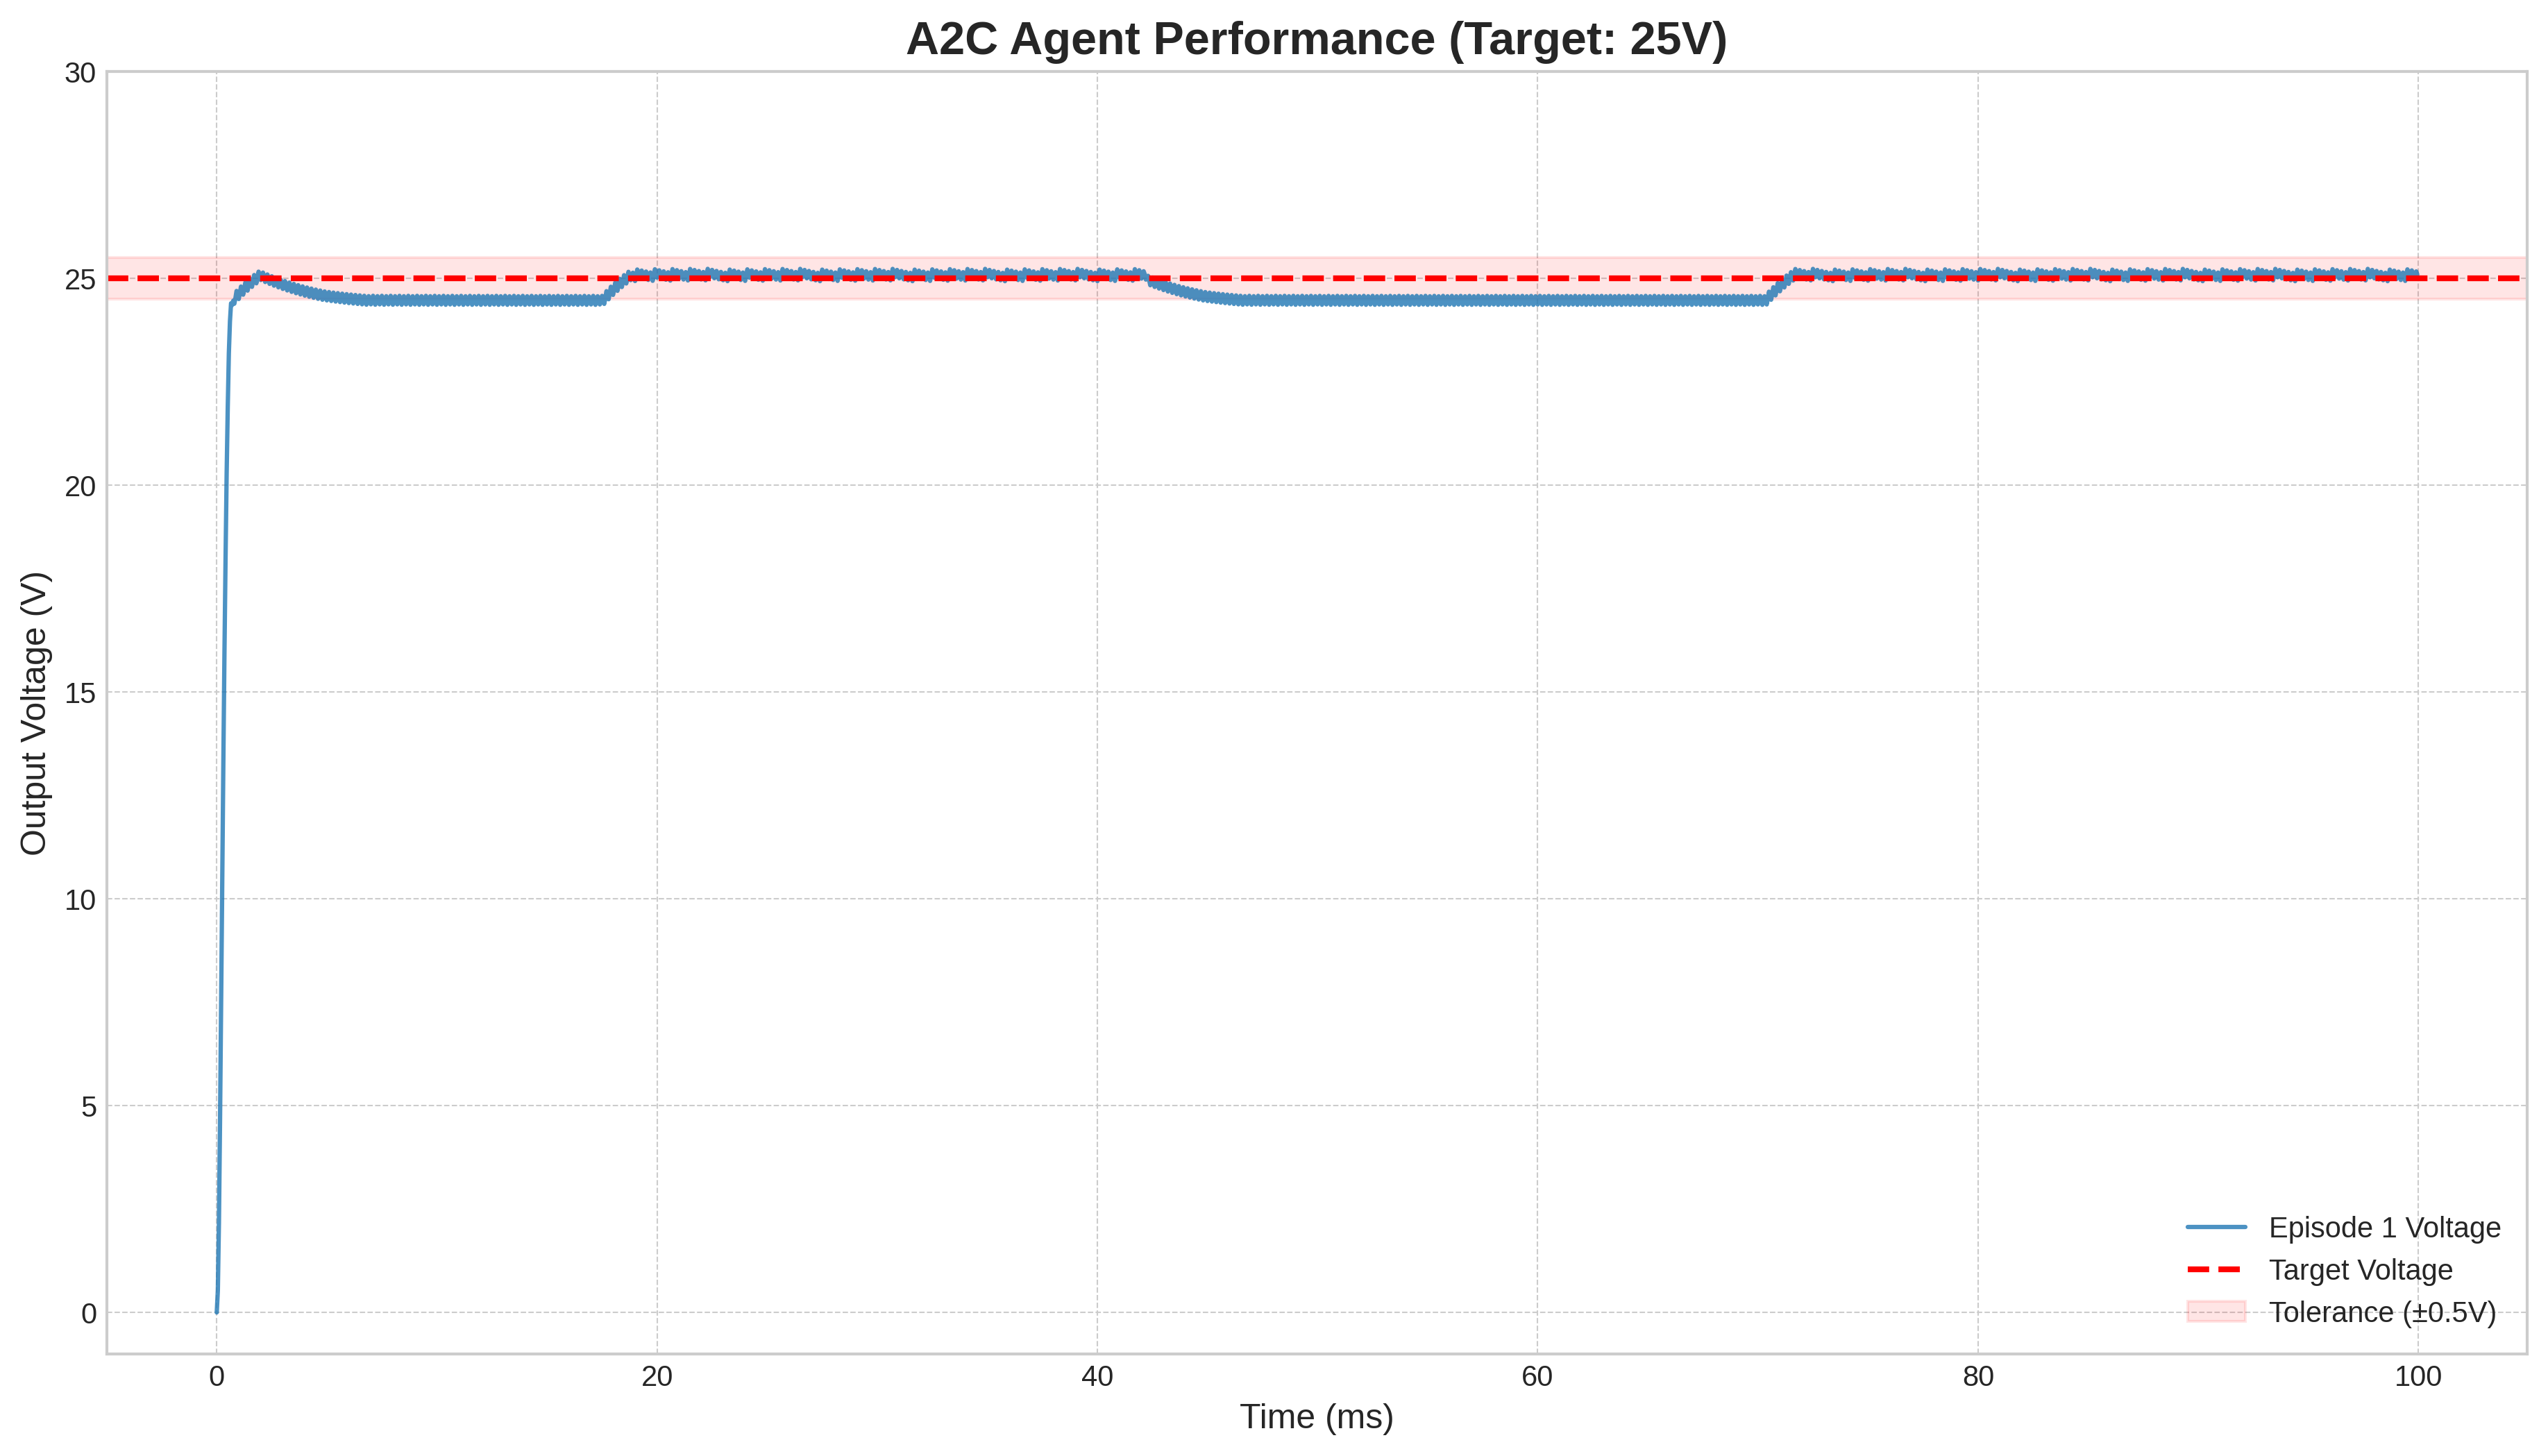 A2C Agent Performance (Target: 25V)
30
25
20
15
10
5
0
Output Voltage (V)
0 20 40 60 80 100
Time (ms)
Episode 1 Voltage
Target Voltage
Tolerance (±0.5V)